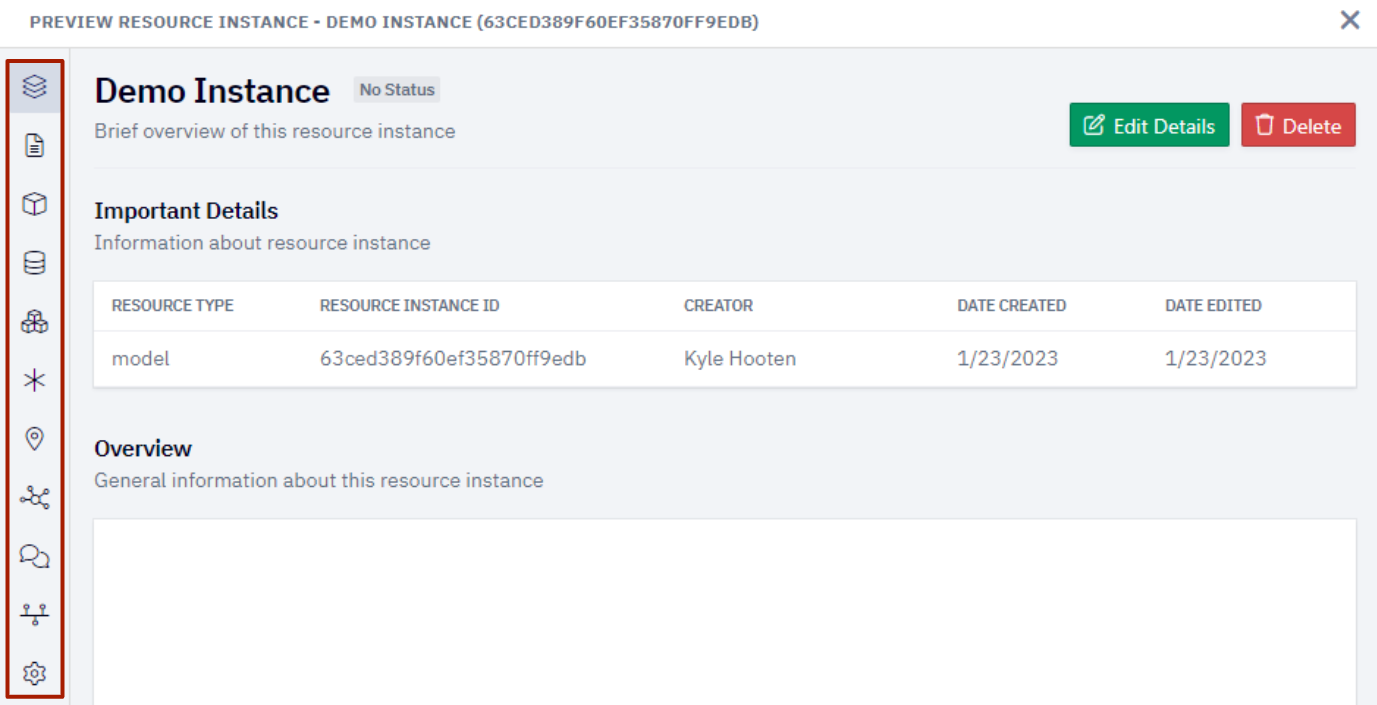 PREVIEW RESOURCE INSTANCE - DEMO INSTANCE (63CED389F60EF35870FF9EDB)
Demo Instance No Status
Brief overview of this resource instance
Edit Details Delete
Important Details
Information about resource instance
RESOURCE TYPE RESOURCE INSTANCE ID CREATOR DATE CREATED DATE EDITED
model 63ced389f60ef35870ff9edb Kyle Hooten 1/23/2023 1/23/2023
Overview
General information about this resource instance